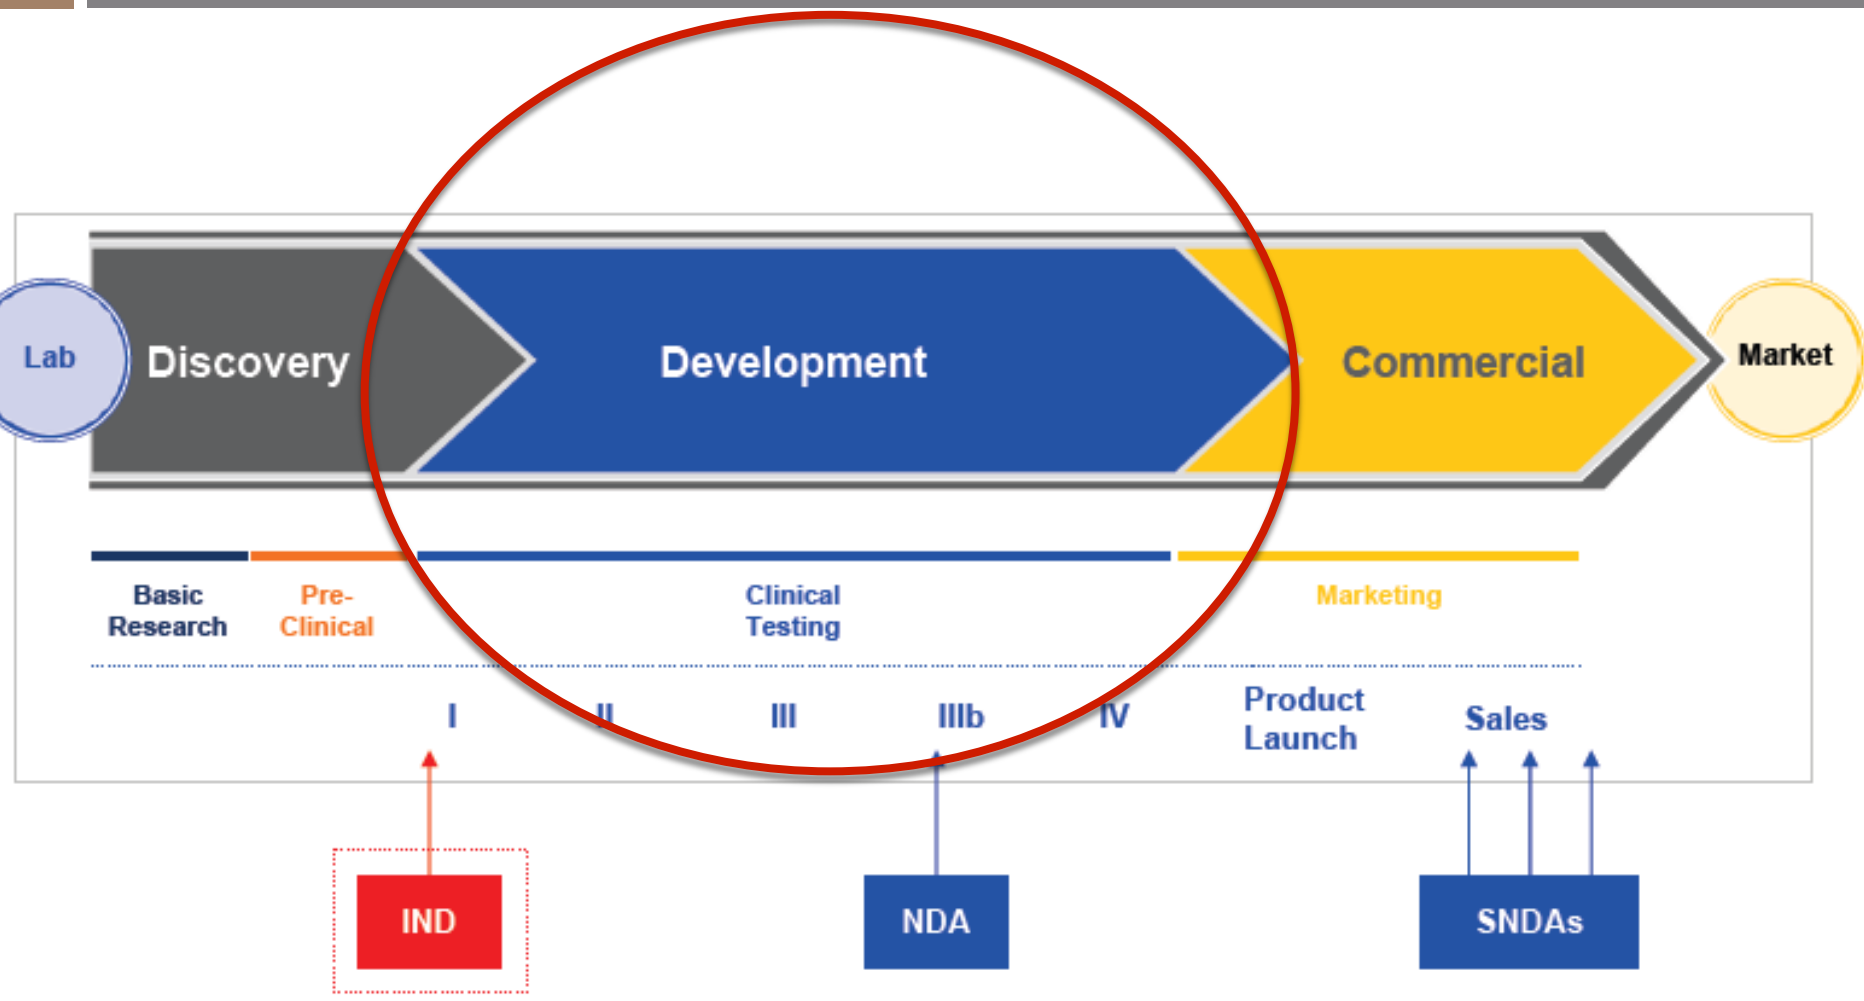 Lab
Discovery
Development
Commercial
Market
Basic
Research
Pre-
Clinical
Clinical
Testing
Marketing
I
II
III
IIIb
IV
Product
Launch
Sales
IND
NDA
SNDAs